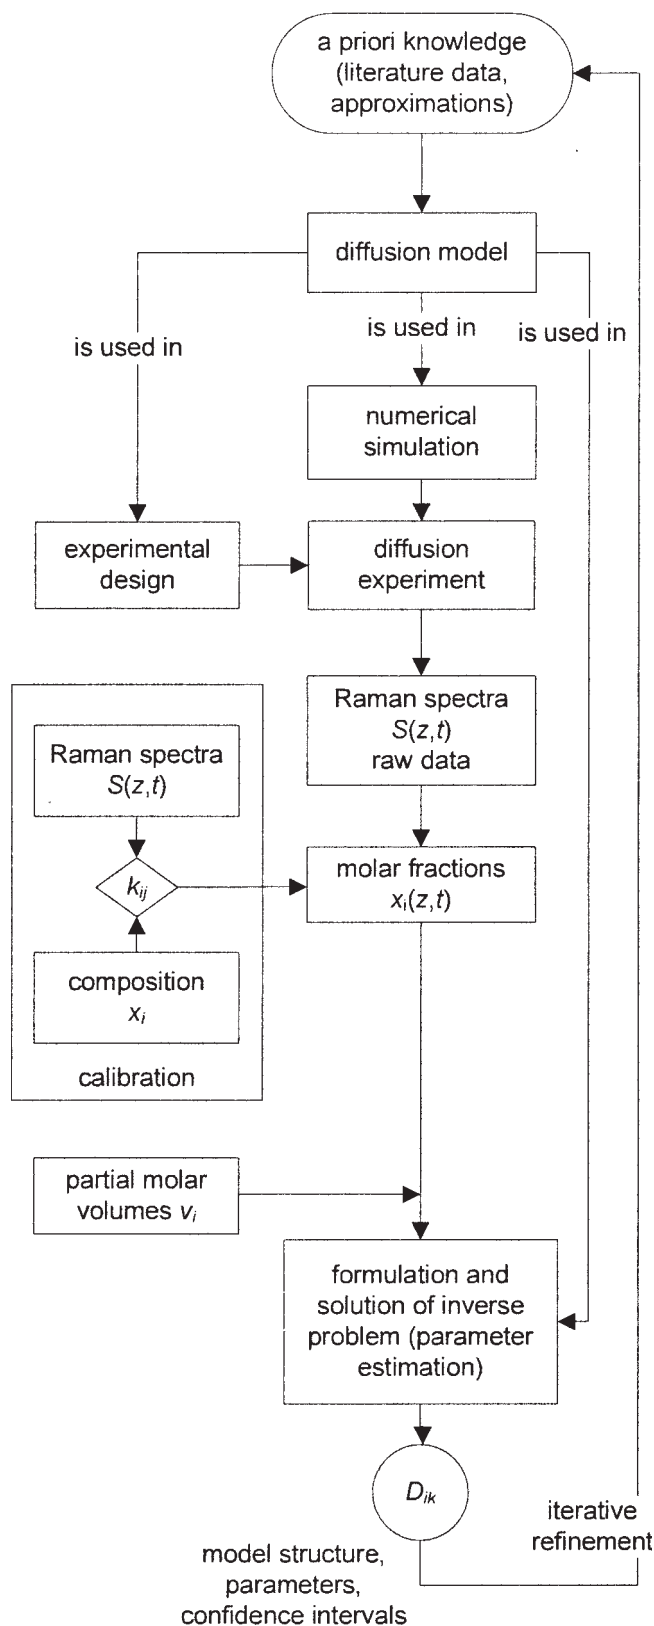 a priori knowledge
(literature data,
approximations)
diffusion model
is used in
is used in
is used in
numerical
simulation
experimental
design
diffusion
experiment
Raman spectra
S(z,t)
raw data
Raman spectra
S(z,t)
k_ij
molar fractions
x_i(z,t)
composition
x_i
calibration
partial molar
volumes v_i
formulation and
solution of inverse
problem (parameter
estimation)
D_ik
iterative
refinement
model structure,
parameters,
confidence intervals